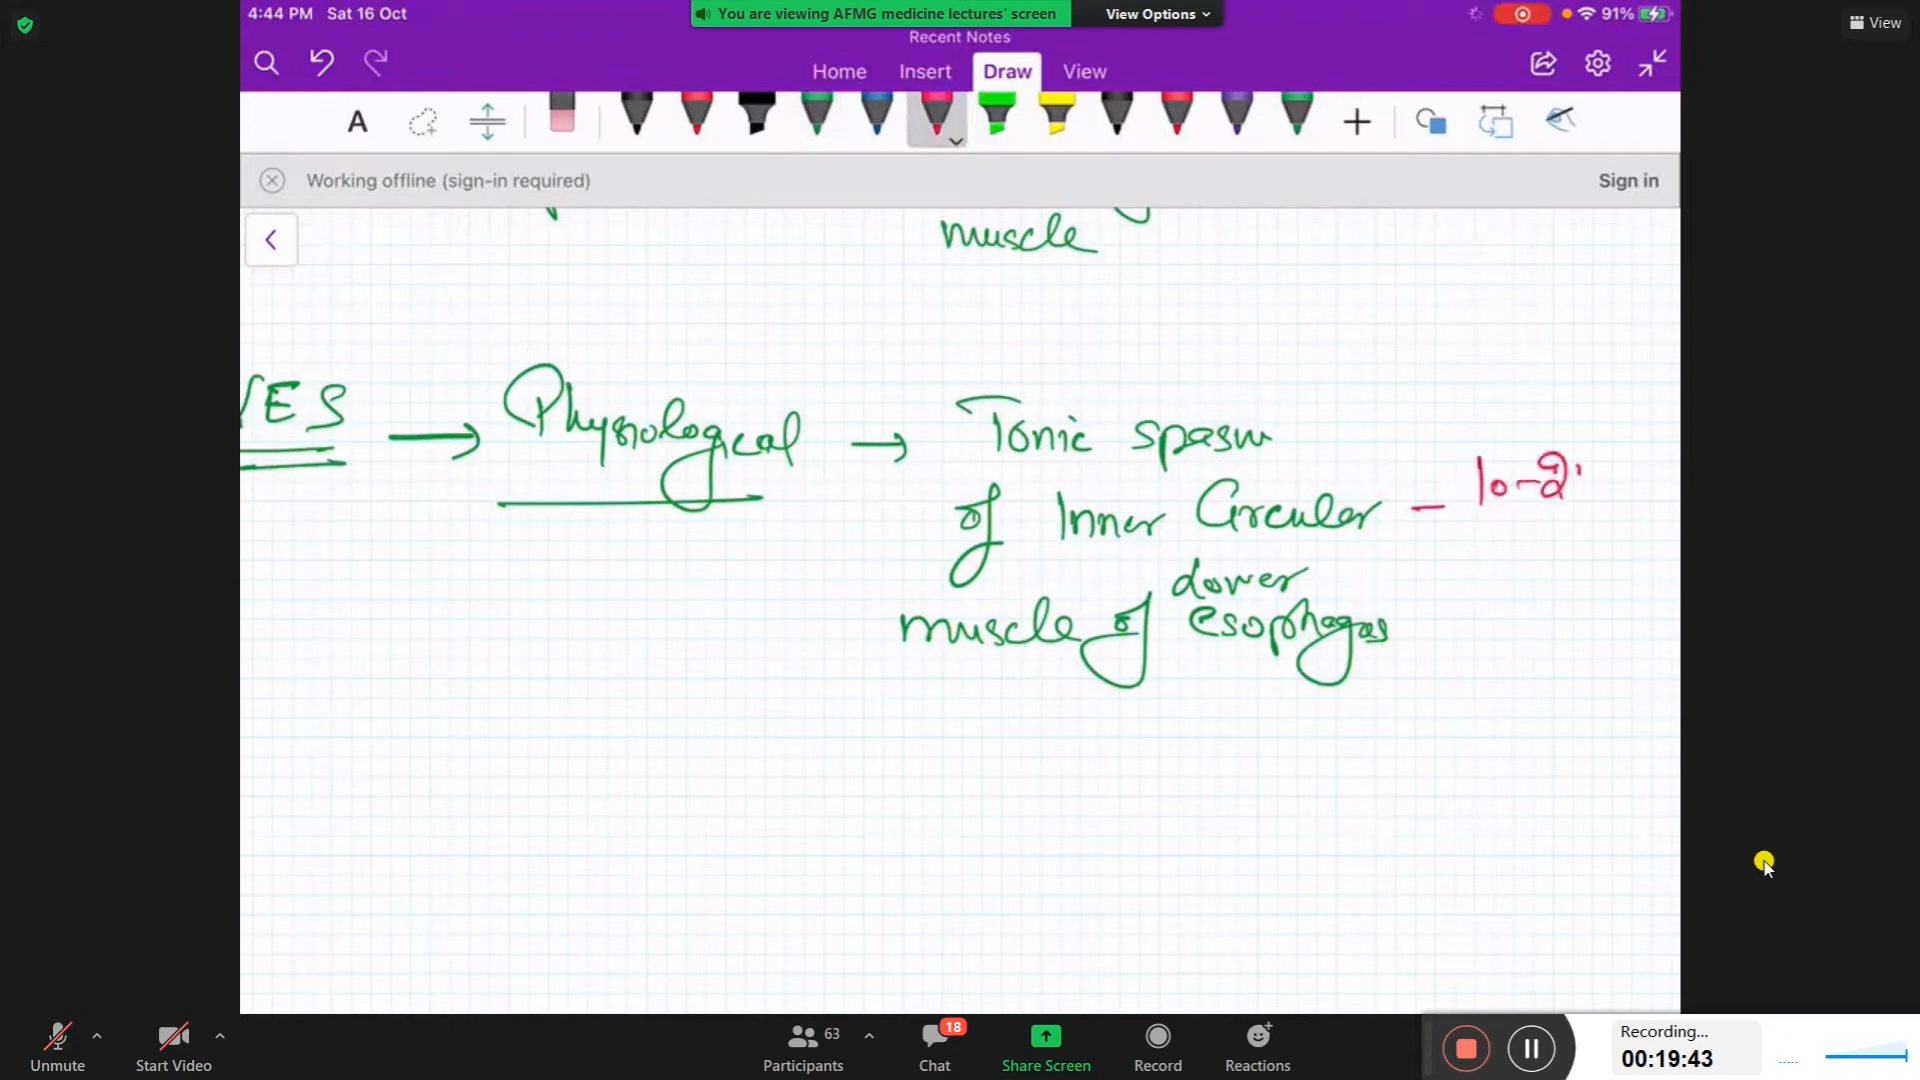 4:44 PM Sat 16 Oct
You are viewing AFMG medicine lectures' screen
View Options
91%
View
Recent Notes
Home Insert Draw View
A
Working offline (sign-in required)
Sign in
muscle
ES → Physiological → Tonic spasm
of Inner Circular – 10-2
lower
muscle of esophagus
Unmute
Start Video
63
Participants
18
Chat
Share Screen
Record
Reactions
Recording...
00:19:43